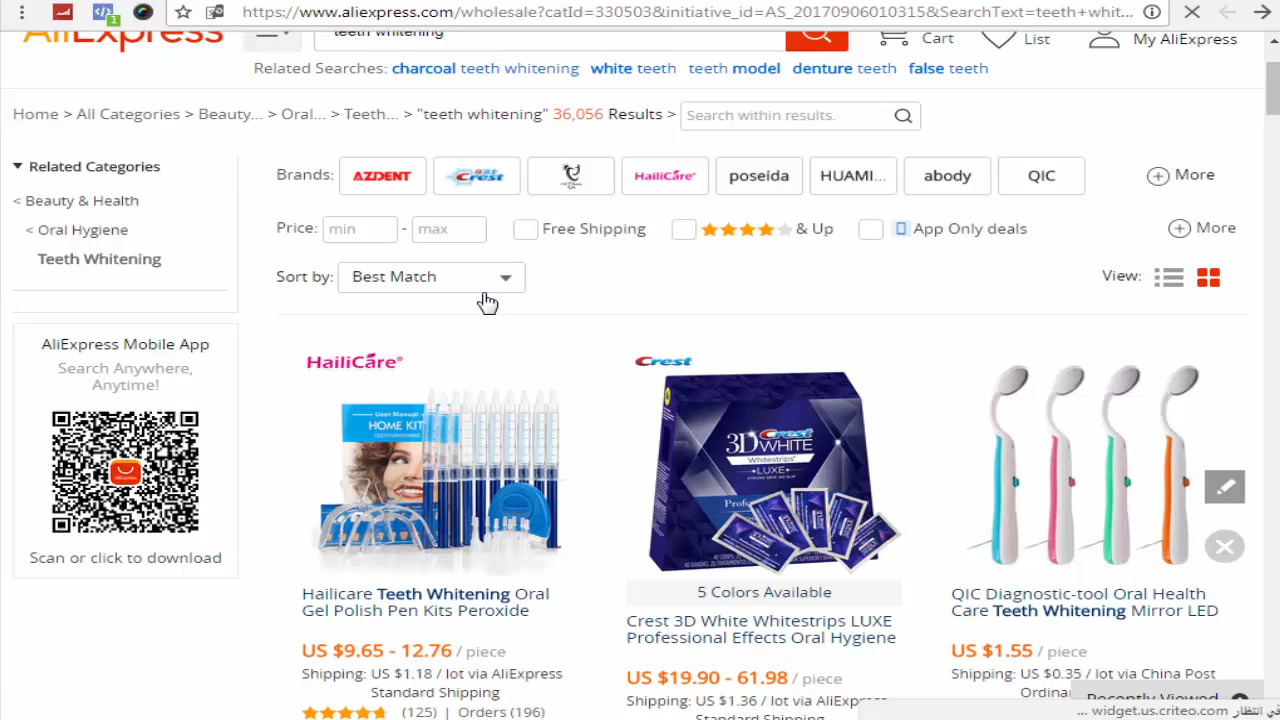 https://www.aliexpress.com/wholesale?catId=330503&initiative_id=AS_20170906010315&SearchText=teeth+whit...
1
AliExpress
teeth whitening
Cart
List
My AliExpress
Related Searches: charcoal teeth whitening white teeth teeth model denture teeth false teeth
Home > All Categories > Beauty... > Oral... > Teeth... > "teeth whitening" 36,056 Results >
Search within results.
Related Categories
< Beauty & Health
< Oral Hygiene
Teeth Whitening
AliExpress Mobile App
Search Anywhere,
Anytime!
AliExpress
Scan or click to download
Brands: AZDENT Crest HailiCare poseida HUAMI... abody QIC More
Price: min - max Free Shipping & Up App Only deals More
Sort by: Best Match
View:
HailiCare
User Manual
HOME KIT
Hailicare Teeth Whitening Oral
Gel Polish Pen Kits Peroxide
US $9.65 - 12.76 / piece
Shipping: US $1.18 / lot via AliExpress
Standard Shipping
(125) | Orders (196)
Crest
3D Crest
WHITE
Whitestrips
LUXE
5 Colors Available
Crest 3D White Whitestrips LUXE
Professional Effects Oral Hygiene
US $19.90 - 61.98 / piece
Shipping: US $1.36 / lot via AliExpress
Standard Shipping
QIC Diagnostic-tool Oral Health
Care Teeth Whitening Mirror LED
US $1.55 / piece
Shipping: US $0.35 / lot via China Post
Recently Viewed
... widget.us.criteo.com في انتظار